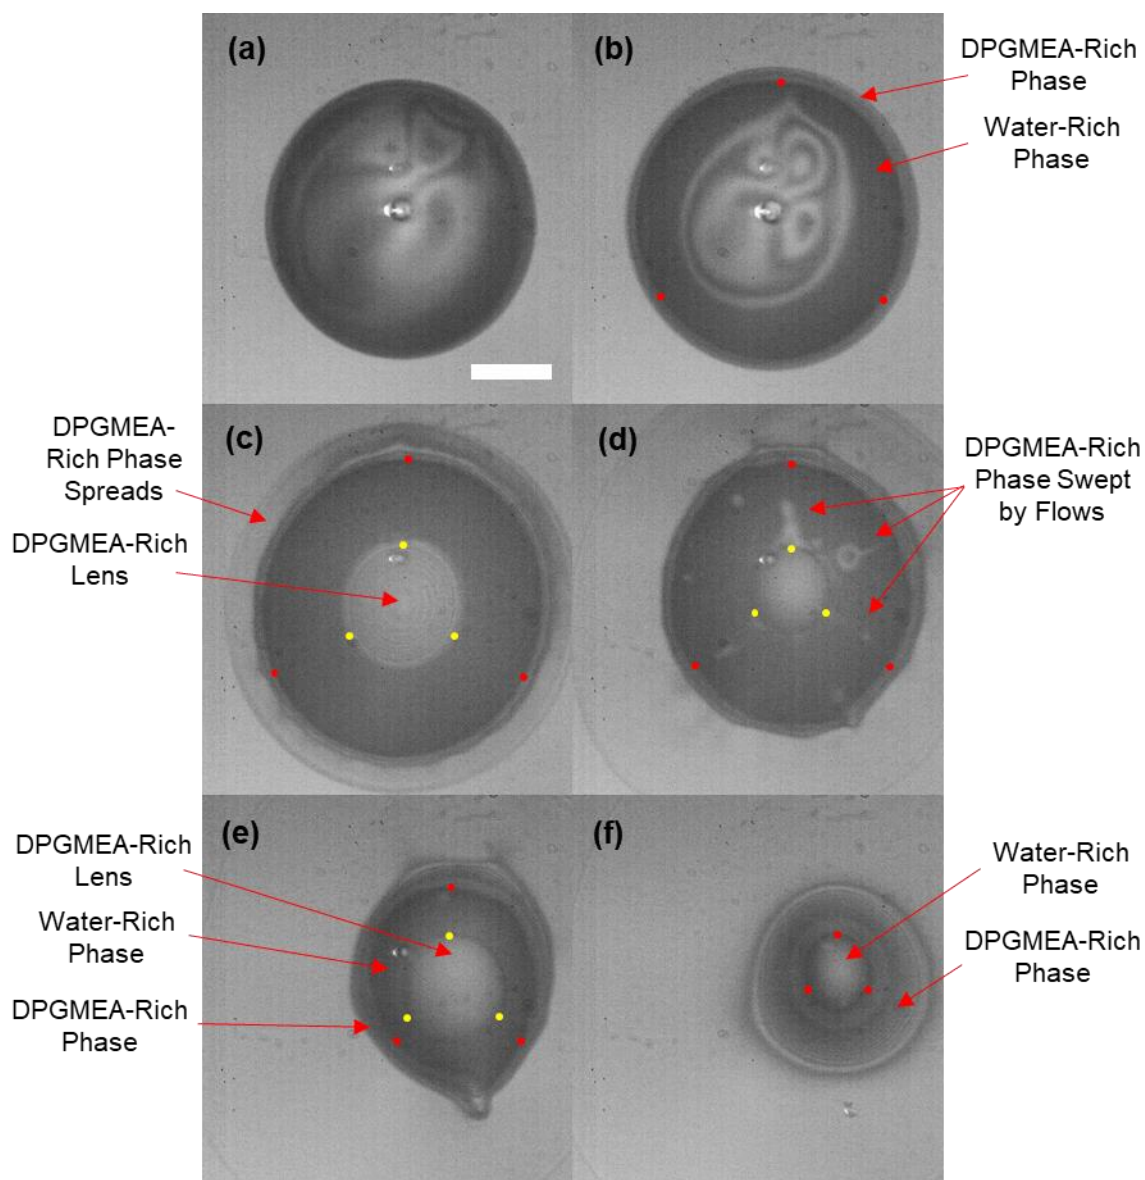 (a)
(b)
DPGMEA-Rich
Phase
Water-Rich
Phase
DPGMEA-
Rich Phase
Spreads
DPGMEA-Rich
Lens
(c)
(d)
DPGMEA-Rich
Phase Swept
by Flows
DPGMEA-Rich
Lens
Water-Rich
Phase
DPGMEA-Rich
Phase
(e)
(f)
Water-Rich
Phase
DPGMEA-Rich
Phase